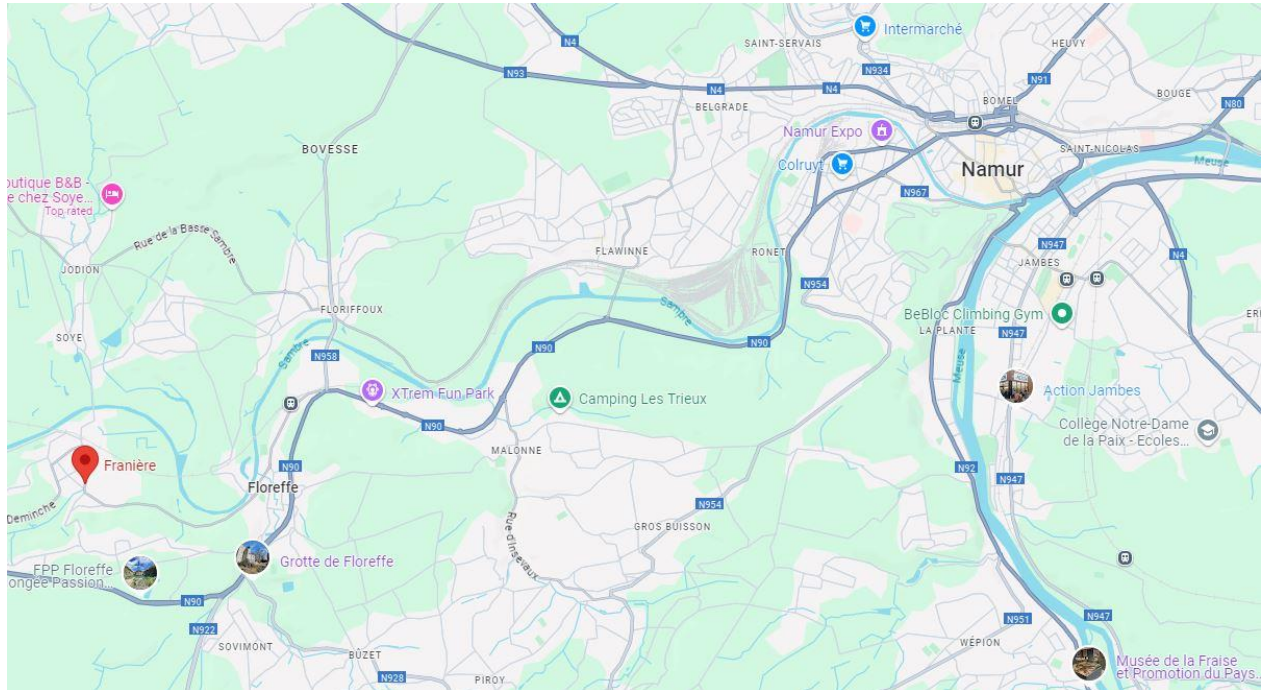 Intermarché
SAINT-SERVAIS
HEUVY
N4
N93
N4
N934
N4
N91
BOUGE
N80
BELGRADE
BOMEL
Namur Expo
SAINT-NICOLAS
BOVESSE
Colruyt
Namur
Meuse
outique B&B -
e chez Soye...
Top rated
N967
Rue de la Basse Sambre
FLAWINNE
RONET
N947
N4
JODION
JAMBES
N954
Sambre
FLORIFFOUX
BeBloc Climbing Gym
ER
SOYE
LA PLANTE
N947
Sambre
N958
N90
N90
Meuse
XTrem Fun Park
Camping Les Trieux
Action Jambes
N90
Collège Notre-Dame
de la Paix - Ecoles...
MALONNE
Franière
N90
N92
N947
Floreffe
Deminche
N954
GROS BUISSON
Rue d'Insevaux
FPP Floreffe
ongée Passion...
Grotte de Floreffe
N90
N922
N951
N947
SOVIMONT
BÛZET
WÉPION
N928
PIROY
Musée de la Fraise
et Promotion du Pays...